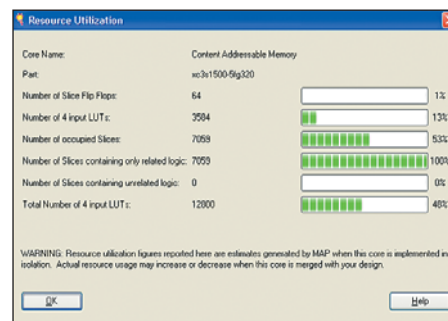 Resource Utilization
Core Name: Content Addressable Memory
Part: xc3s1500-5fg320
Number of Slice Flip Flops: 64 1%
Number of 4 input LUTs: 3584 13%
Number of occupied Slices: 7059 53%
Number of Slices containing only related logic: 7059 100%
Number of Slices containing unrelated logic: 0 0%
Total Number of 4 input LUTs: 12800 48%
WARNING: Resource utilization figures reported here are estimates generated by MAP when this core is implemented in
isolation. Actual resource usage may increase or decrease when this core is merged with your design.
OK Help